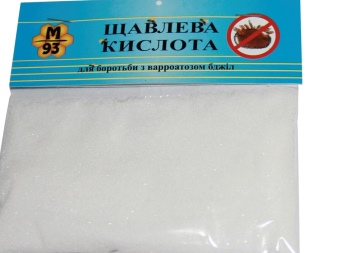 М
93
ЩАВЛЕВА
КИСЛОТА
для боротьби з варроатозом бджіл